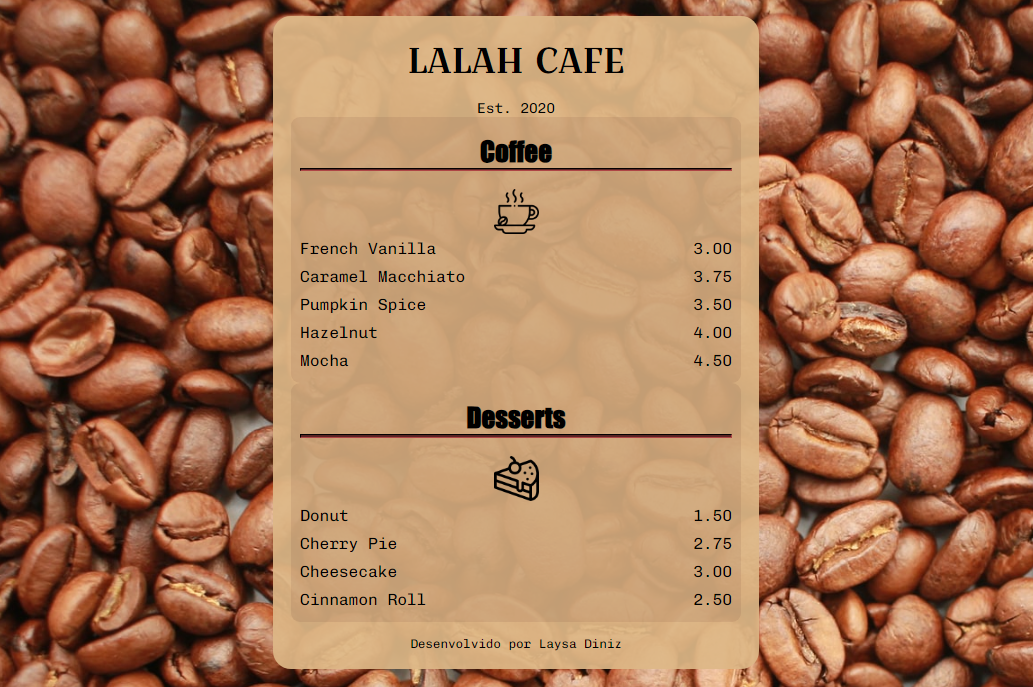 LALAH CAFE
Est. 2020
Coffee
French Vanilla 3.00
Caramel Macchiato 3.75
Pumpkin Spice 3.50
Hazelnut 4.00
Mocha 4.50
Desserts
Donut 1.50
Cherry Pie 2.75
Cheesecake 3.00
Cinnamon Roll 2.50
Desenvolvido por Laysa Diniz